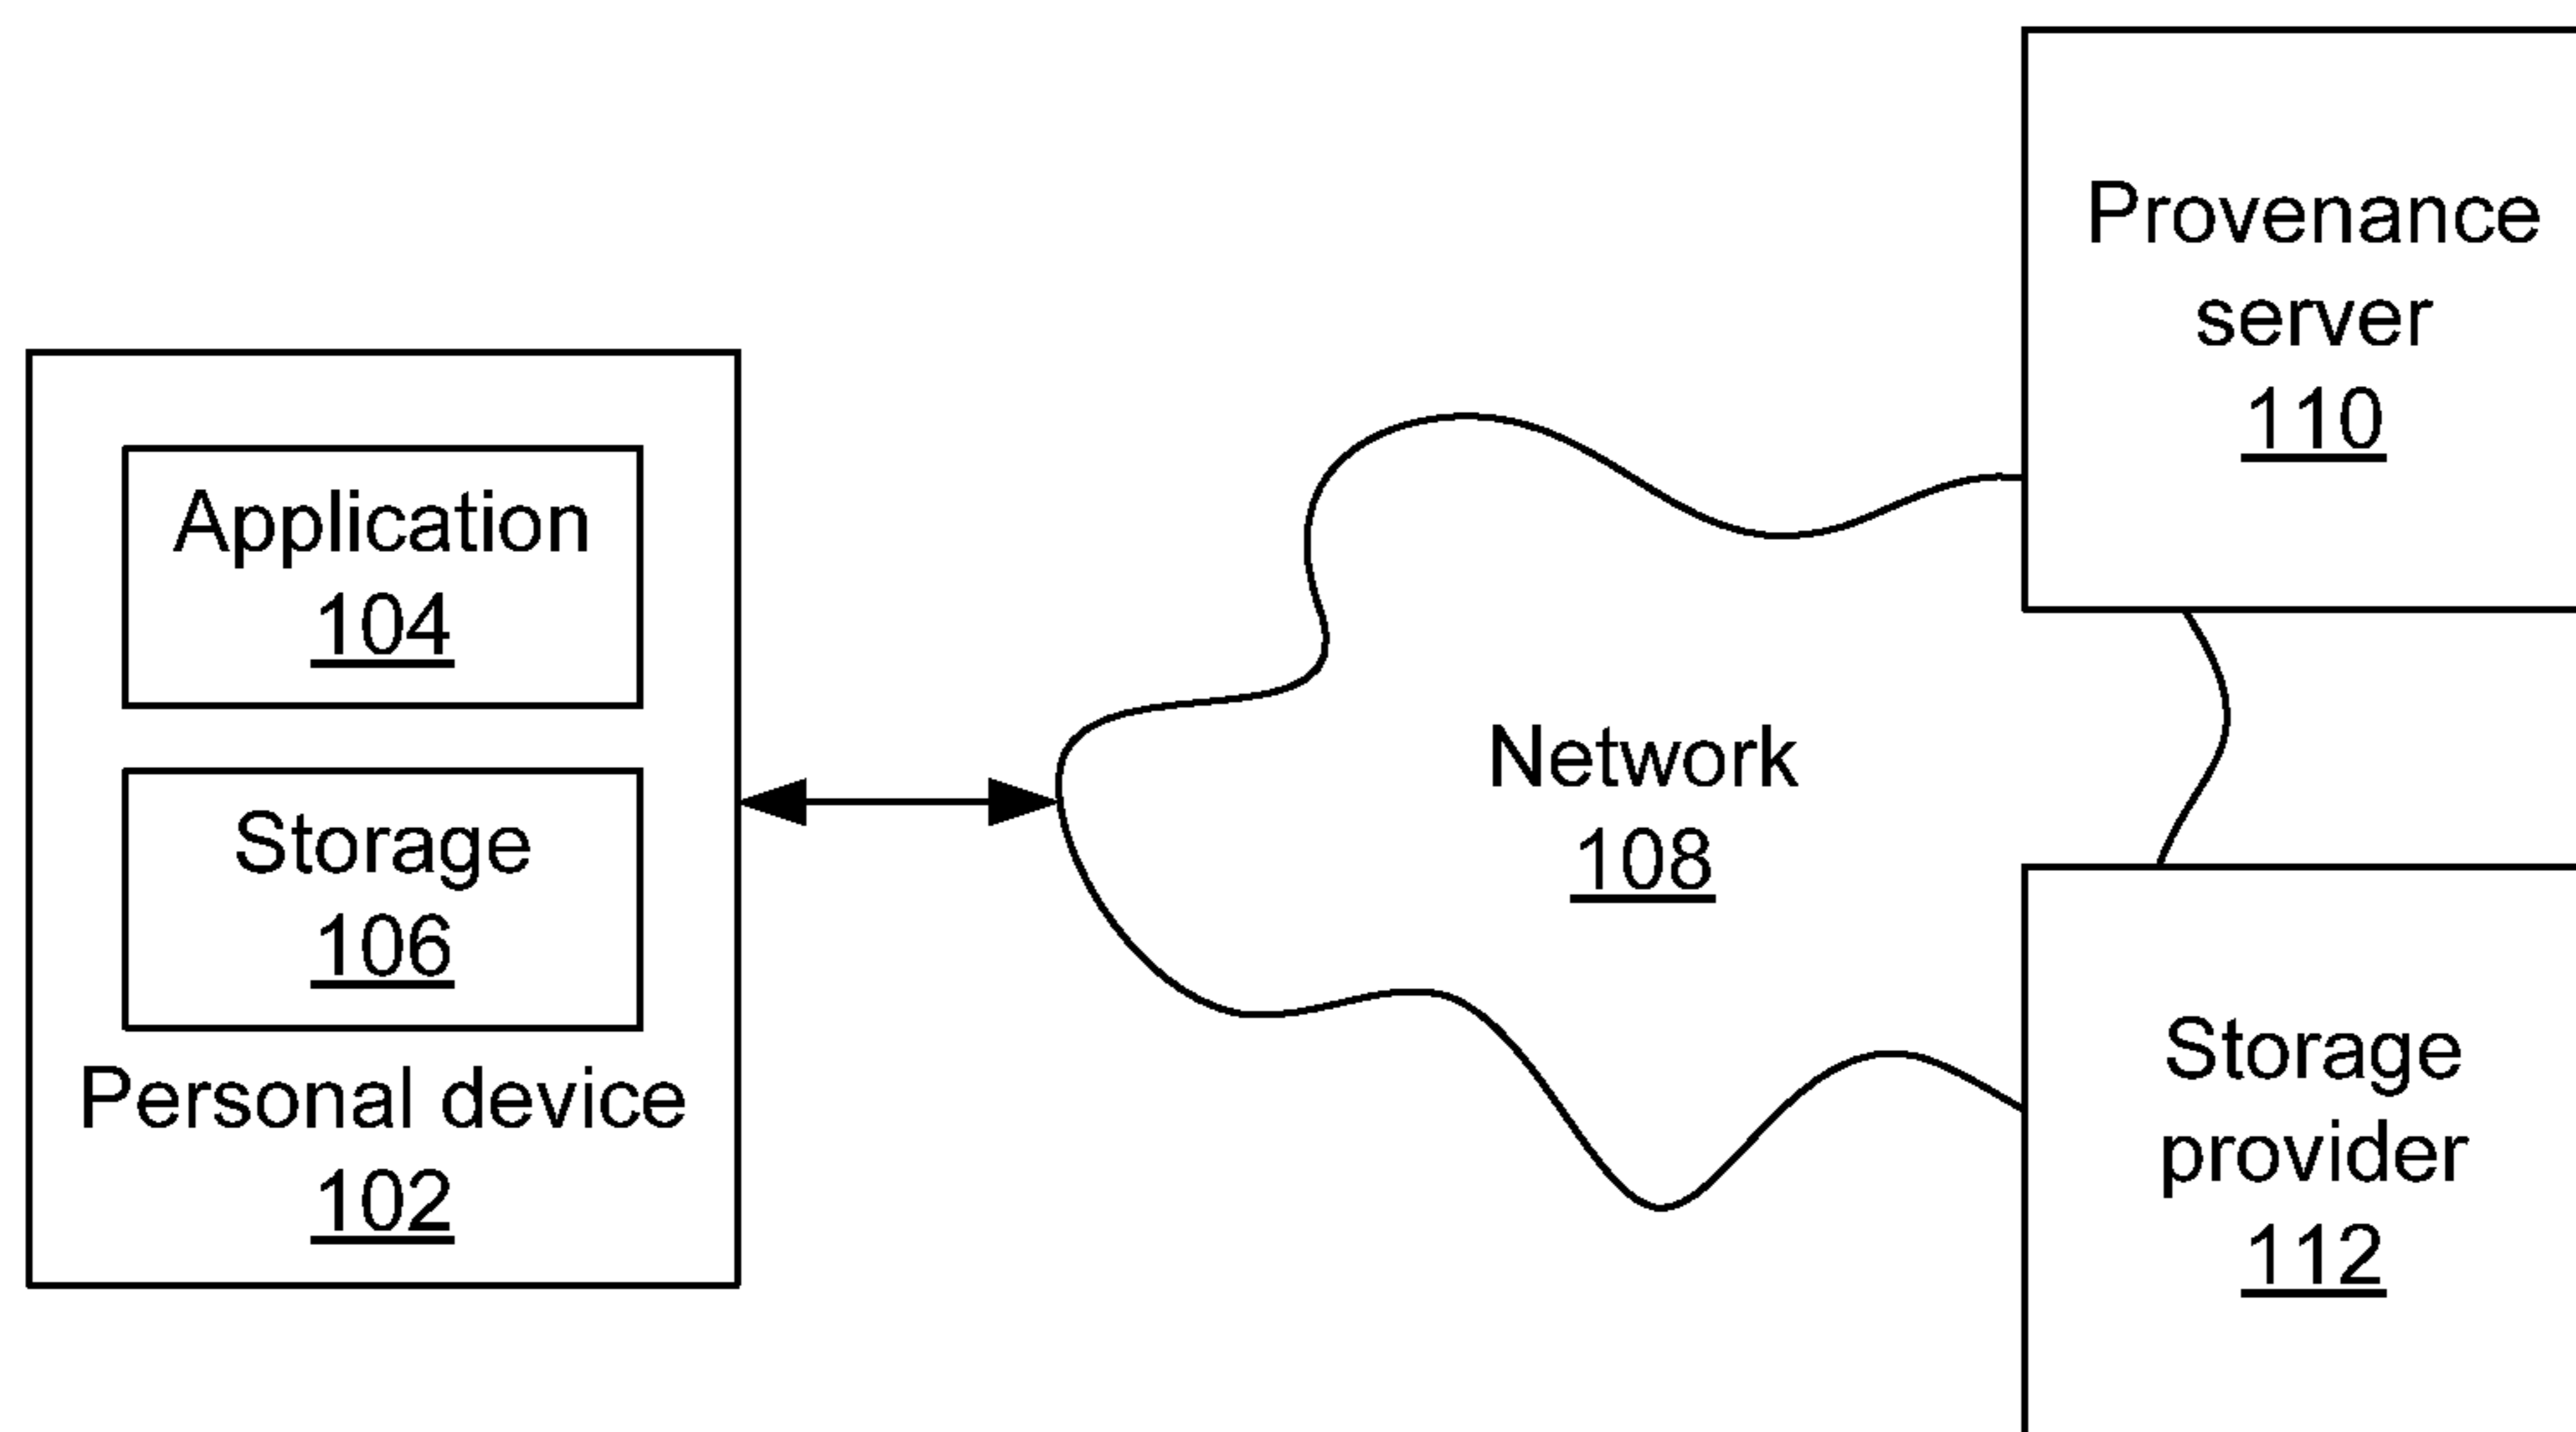 Application
104
Storage
106
Personal device
102
Network
108
Provenance
server
110
Storage
provider
112